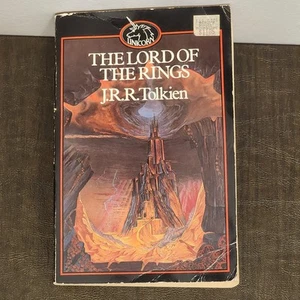 UNICORN
THE LORD OF
THE RINGS
J.R.R. Tolkien